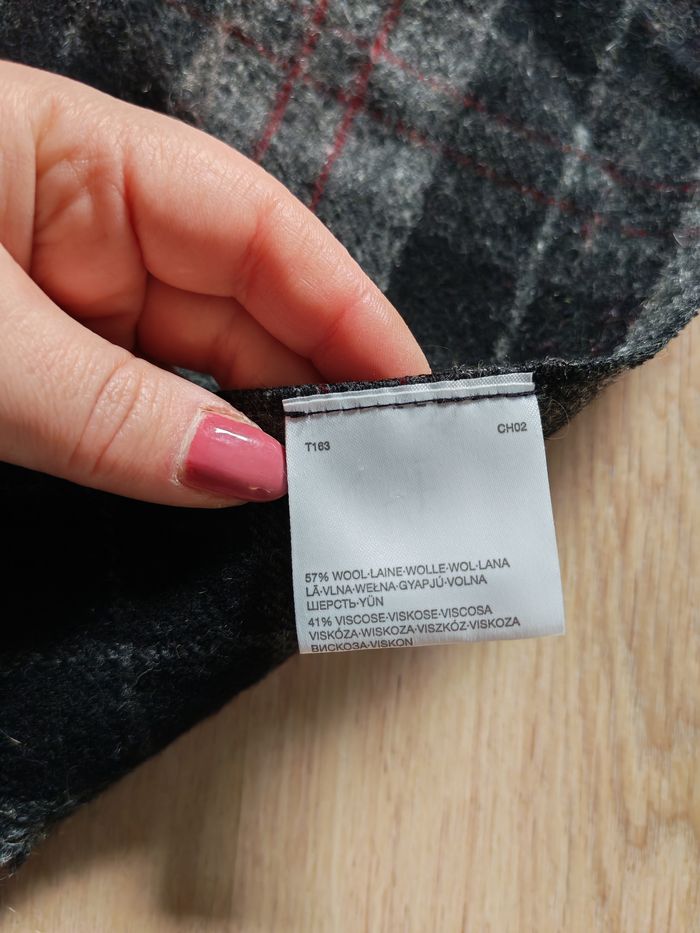 T163 CH02
57% WOOL·LAINE·WOLLE·WOL·LANA
LÃ·VLNA·WEŁNA·GYAPJÚ·VOLNA
ШЕРСТЬ·YÜN
41% VISCOSE·VISKOSE·VISCOSA
VISKÓZA·WISKOZA·VISZKÓZ·VISKOZA
ВИСКОЗА·VISKON